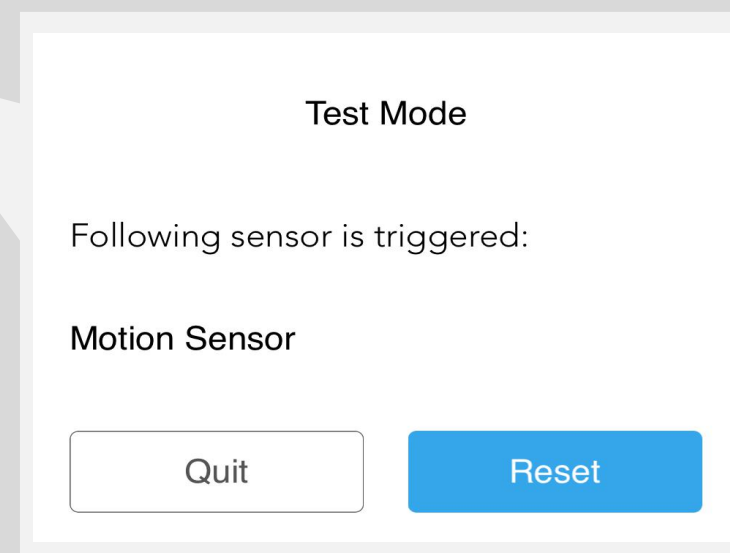 Test Mode
Following sensor is triggered:
Motion Sensor
Quit
Reset